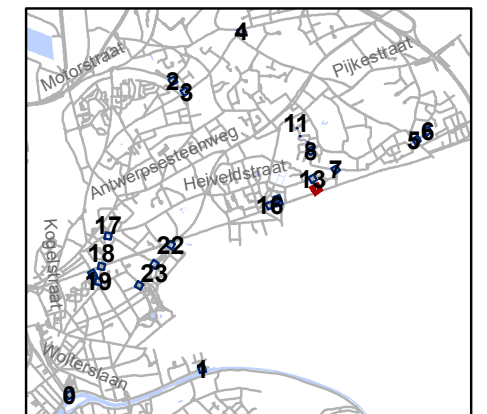 4
Motorstraat
Pijkestraat
2
3
11
6
5
Antwerpsesteenweg
8
Heiveldstraat
7
13
16
17
Kogelstraat
22
18
23
19
Wolterslaan
1
0